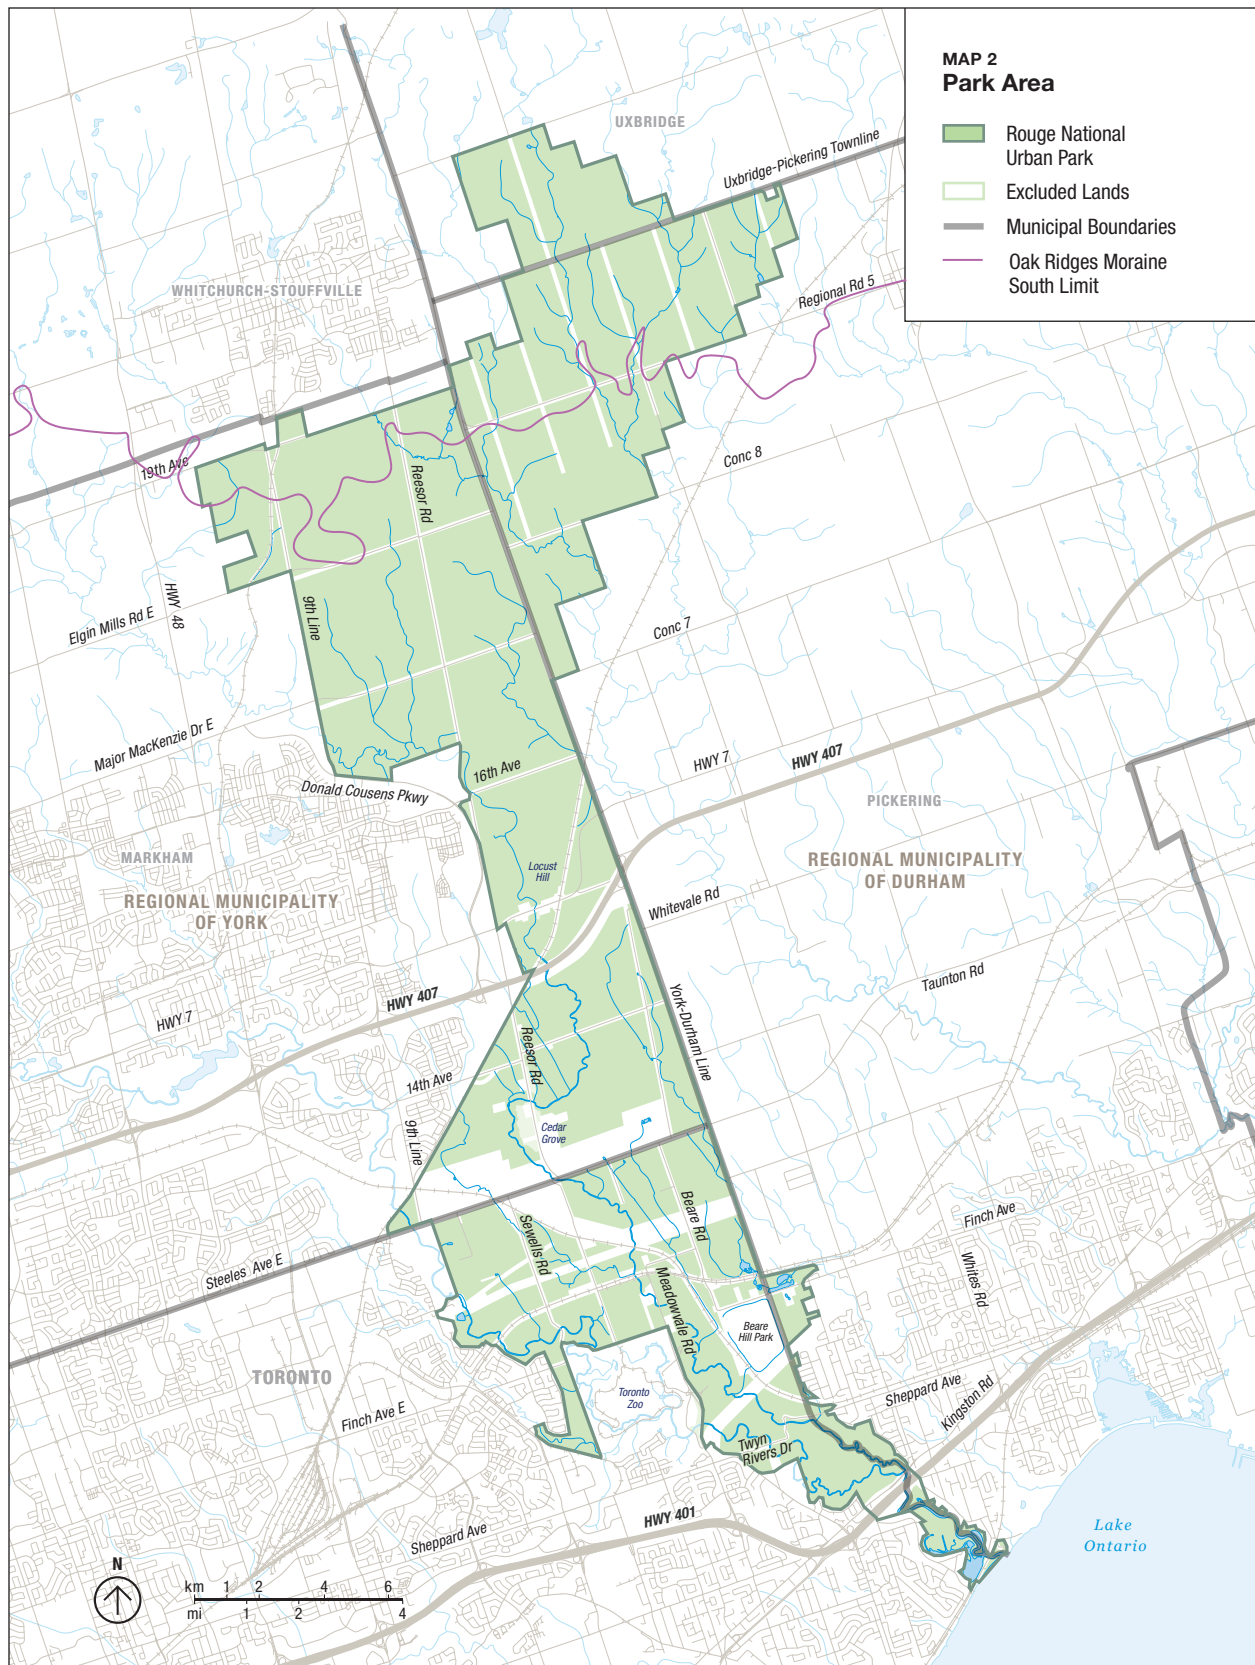 MAP 2
Park Area
Rouge National
Urban Park
Excluded Lands
Municipal Boundaries
Oak Ridges Moraine
South Limit
UXBRIDGE
Uxbridge-Pickering Townline
WHITCHURCH-STOUFFVILLE
Regional Rd 5
19th Ave
Reesor Rd
Conc 8
HWY 48
9th Line
Elgin Mills Rd E
Conc 7
Major MacKenzie Dr E
16th Ave
HWY 7
HWY 407
Donald Cousens Pkwy
PICKERING
MARKHAM
Locust
Hill
REGIONAL MUNICIPALITY
OF DURHAM
REGIONAL MUNICIPALITY
OF YORK
Whitevale Rd
Taunton Rd
HWY 407
HWY 7
York-Durham Line
Reesor Rd
14th Ave
9th Line
Cedar
Grove
Beare Rd
Sewells Rd
Finch Ave
Whites Rd
Steeles Ave E
Meadowvale Rd
Beare
Hill Park
TORONTO
Toronto
Zoo
Sheppard Ave
Kingston Rd
Finch Ave E
Twyn
Rivers Dr
HWY 401
Sheppard Ave
Lake
Ontario
N
km 1 2 4 6
mi 1 2 4